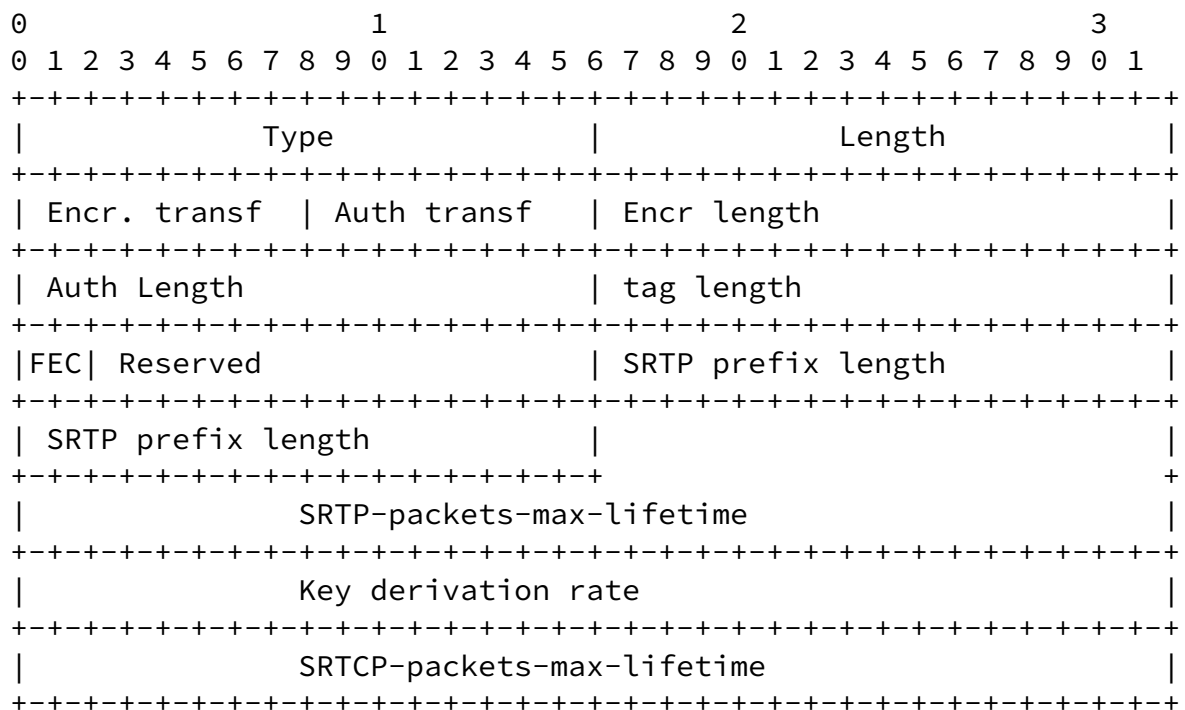 0                   1                   2                   3
0 1 2 3 4 5 6 7 8 9 0 1 2 3 4 5 6 7 8 9 0 1 2 3 4 5 6 7 8 9 0 1
+-+-+-+-+-+-+-+-+-+-+-+-+-+-+-+-+-+-+-+-+-+-+-+-+-+-+-+-+-+-+-+-+
|             Type              |             Length            |
+-+-+-+-+-+-+-+-+-+-+-+-+-+-+-+-+-+-+-+-+-+-+-+-+-+-+-+-+-+-+-+-+
| Encr. transf  | Auth transf   | Encr length                   |
+-+-+-+-+-+-+-+-+-+-+-+-+-+-+-+-+-+-+-+-+-+-+-+-+-+-+-+-+-+-+-+-+
| Auth Length                   | tag length                    |
+-+-+-+-+-+-+-+-+-+-+-+-+-+-+-+-+-+-+-+-+-+-+-+-+-+-+-+-+-+-+-+-+
|FEC| Reserved                  | SRTP prefix length            |
+-+-+-+-+-+-+-+-+-+-+-+-+-+-+-+-+-+-+-+-+-+-+-+-+-+-+-+-+-+-+-+-+
| SRTP prefix length            |                               |
+-+-+-+-+-+-+-+-+-+-+-+-+-+-+-+-+                               +
|               SRTP-packets-max-lifetime                       |
+-+-+-+-+-+-+-+-+-+-+-+-+-+-+-+-+-+-+-+-+-+-+-+-+-+-+-+-+-+-+-+-+
|               Key derivation rate                             |
+-+-+-+-+-+-+-+-+-+-+-+-+-+-+-+-+-+-+-+-+-+-+-+-+-+-+-+-+-+-+-+-+
|               SRTCP-packets-max-lifetime                      |
+-+-+-+-+-+-+-+-+-+-+-+-+-+-+-+-+-+-+-+-+-+-+-+-+-+-+-+-+-+-+-+-+